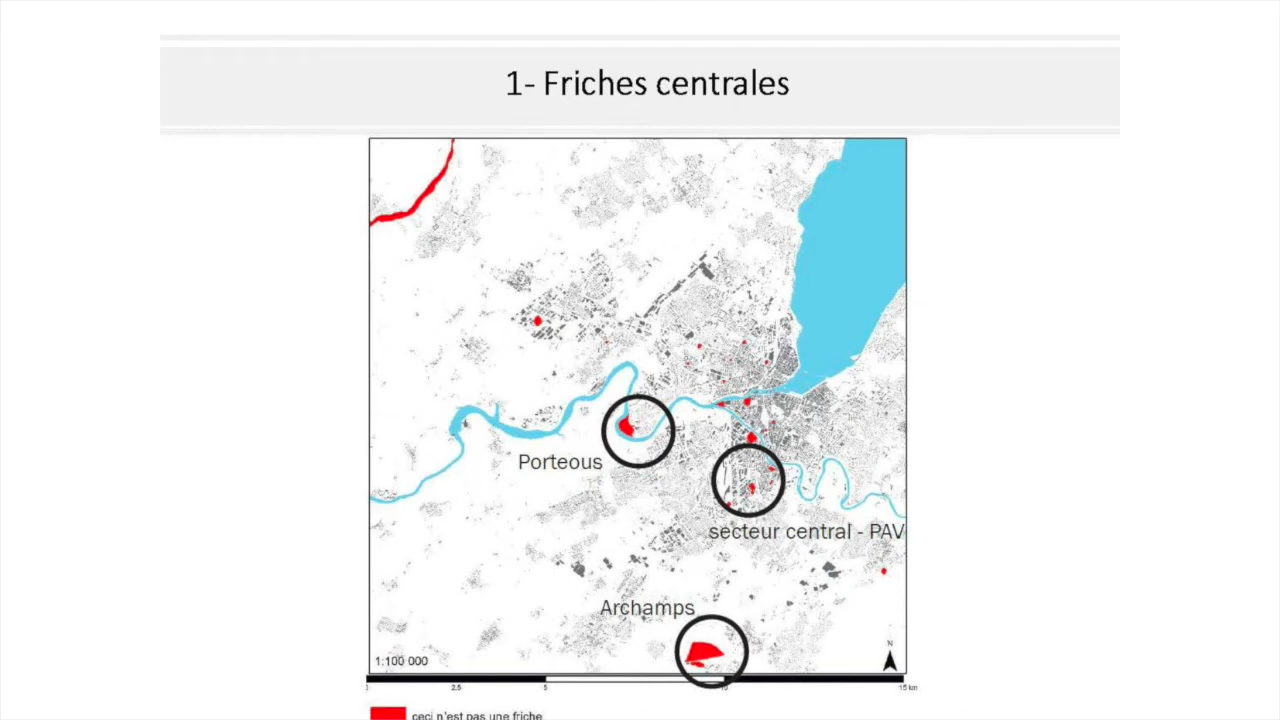 1- Friches centrales
Porteous
secteur central - PAV
Archamps
N
1:100 000
2.5 5 10 15 km
ceci n'est pas une friche